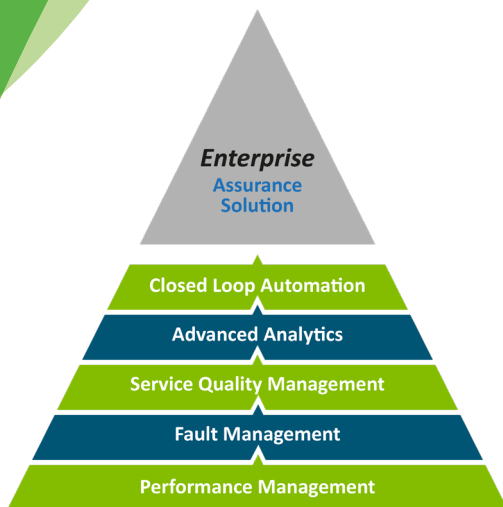 Enterprise
Assurance
Solution
Closed Loop Automation
Advanced Analytics
Service Quality Management
Fault Management
Performance Management